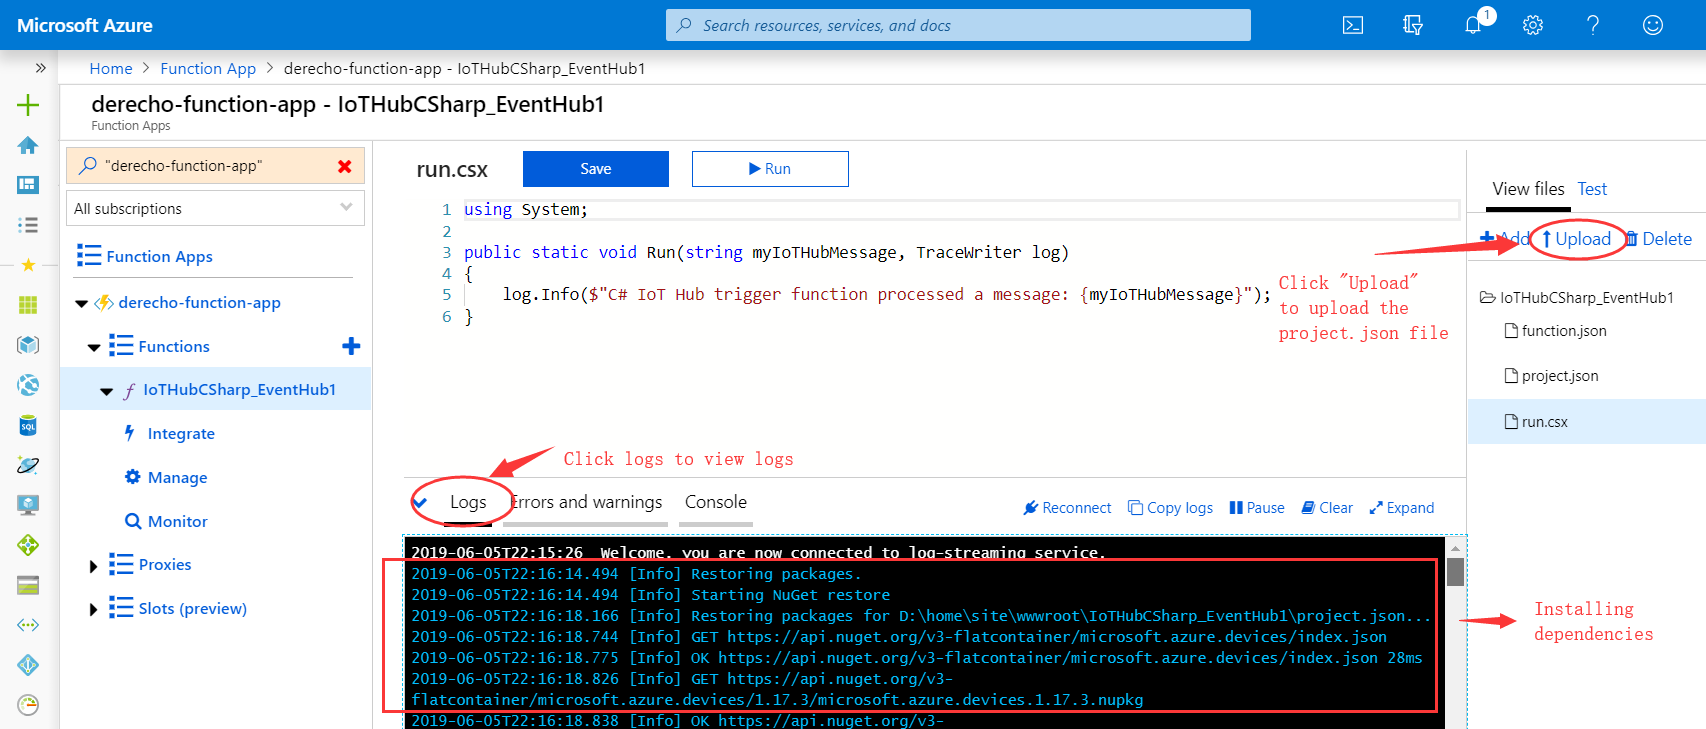 Microsoft Azure
Search resources, services, and docs
1
Home > Function App > derecho-function-app - IoTHubCSharp_EventHub1
derecho-function-app - IoTHubCSharp_EventHub1
Function Apps
"derecho-function-app"
All subscriptions
Function Apps
derecho-function-app
Functions
IoTHubCSharp_EventHub1
Integrate
Manage
Monitor
Proxies
Slots (preview)
run.csx
Save
Run
1 using System;
2
3 public static void Run(string myIoTHubMessage, TraceWriter log)
4 {
5 log.Info($"C# IoT Hub trigger function processed a message: {myIoTHubMessage}");
6 }
Click "Upload"
to upload the
project.json file
View files Test
Add Upload Delete
IoTHubCSharp_EventHub1
function.json
project.json
run.csx
Click logs to view logs
Logs Errors and warnings Console
Reconnect Copy logs Pause Clear Expand
2019-06-05T22:15:26 Welcome, you are now connected to log-streaming service.
2019-06-05T22:16:14.494 [Info] Restoring packages.
2019-06-05T22:16:14.494 [Info] Starting NuGet restore
2019-06-05T22:16:18.166 [Info] Restoring packages for D:\home\site\wwwroot\IoTHubCSharp_EventHub1\project.json...
2019-06-05T22:16:18.744 [Info] GET https://api.nuget.org/v3-flatcontainer/microsoft.azure.devices/index.json
2019-06-05T22:16:18.775 [Info] OK https://api.nuget.org/v3-flatcontainer/microsoft.azure.devices/index.json 28ms
2019-06-05T22:16:18.826 [Info] GET https://api.nuget.org/v3-
flatcontainer/microsoft.azure.devices/1.17.3/microsoft.azure.devices.1.17.3.nupkg
2019-06-05T22:16:18.838 [Info] OK https://api.nuget.org/v3-
Installing
dependencies